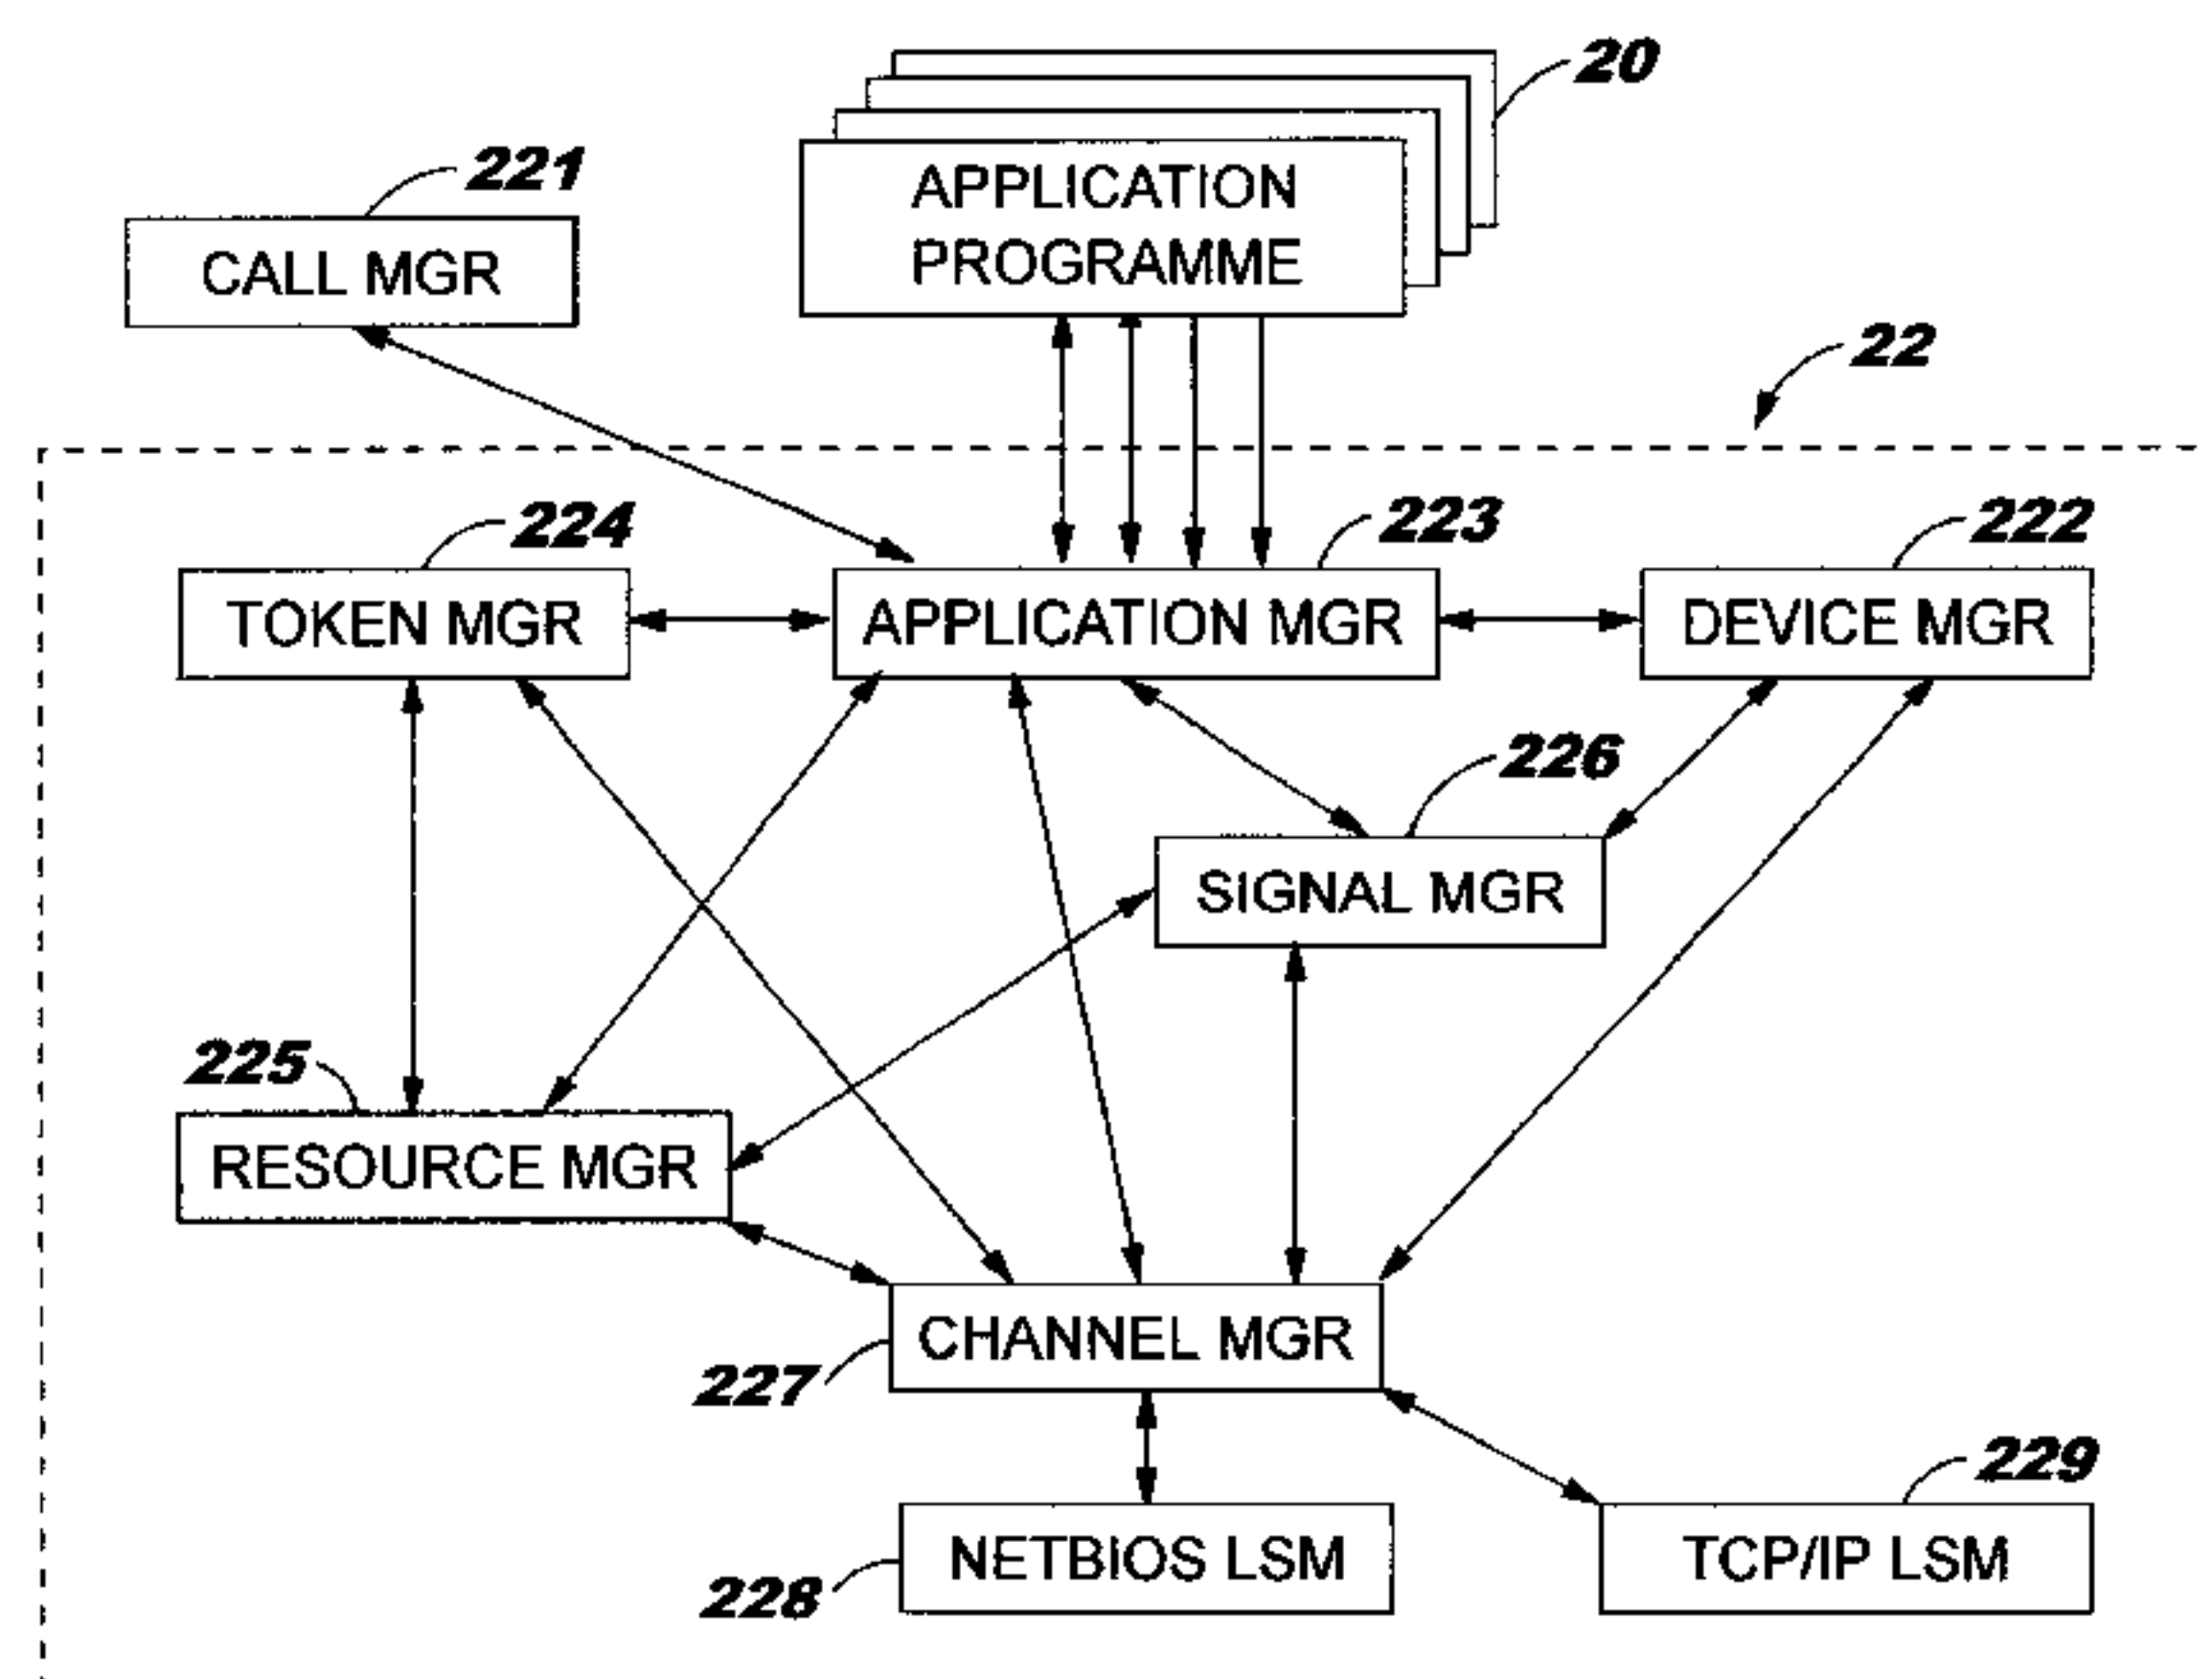 20
221
APPLICATION
PROGRAMME
CALL MGR
22
224
223
222
TOKEN MGR
APPLICATION MGR
DEVICE MGR
226
SIGNAL MGR
225
RESOURCE MGR
CHANNEL MGR
227
229
NETBIOS LSM
TCP/IP LSM
228